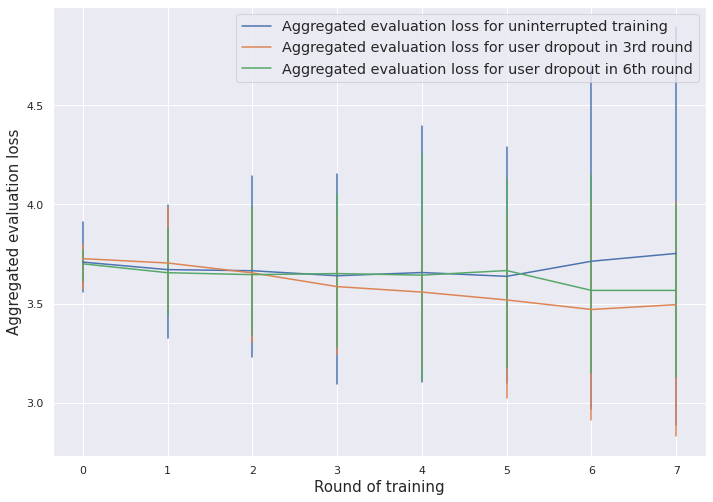 Aggregated evaluation loss for uninterrupted training
Aggregated evaluation loss for user dropout in 3rd round
Aggregated evaluation loss for user dropout in 6th round
Aggregated evaluation loss
4.5
4.0
3.5
3.0
0 1 2 3 4 5 6 7
Round of training